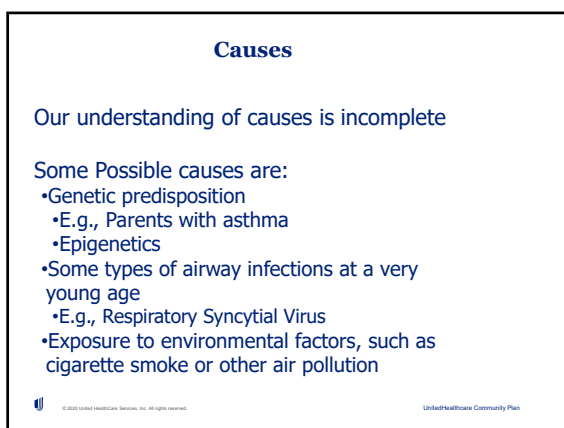 Causes
Our understanding of causes is incomplete
Some Possible causes are:
•Genetic predisposition
•E.g., Parents with asthma
•Epigenetics
•Some types of airway infections at a very
young age
•E.g., Respiratory Syncytial Virus
•Exposure to environmental factors, such as
cigarette smoke or other air pollution
© 2020 United HealthCare Services, Inc. All rights reserved.
UnitedHealthcare Community Plan